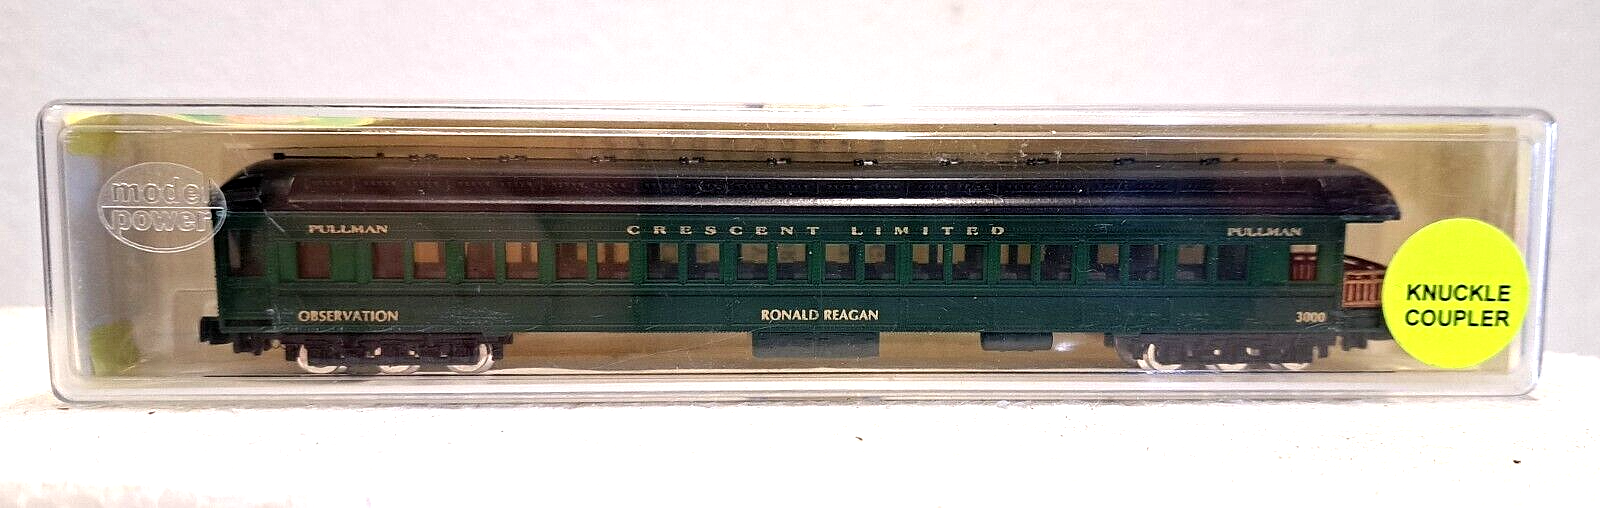 model
power
PULLMAN
CRESCENT LIMITED
PULLMAN
OBSERVATION
RONALD REAGAN
3000
KNUCKLE
COUPLER